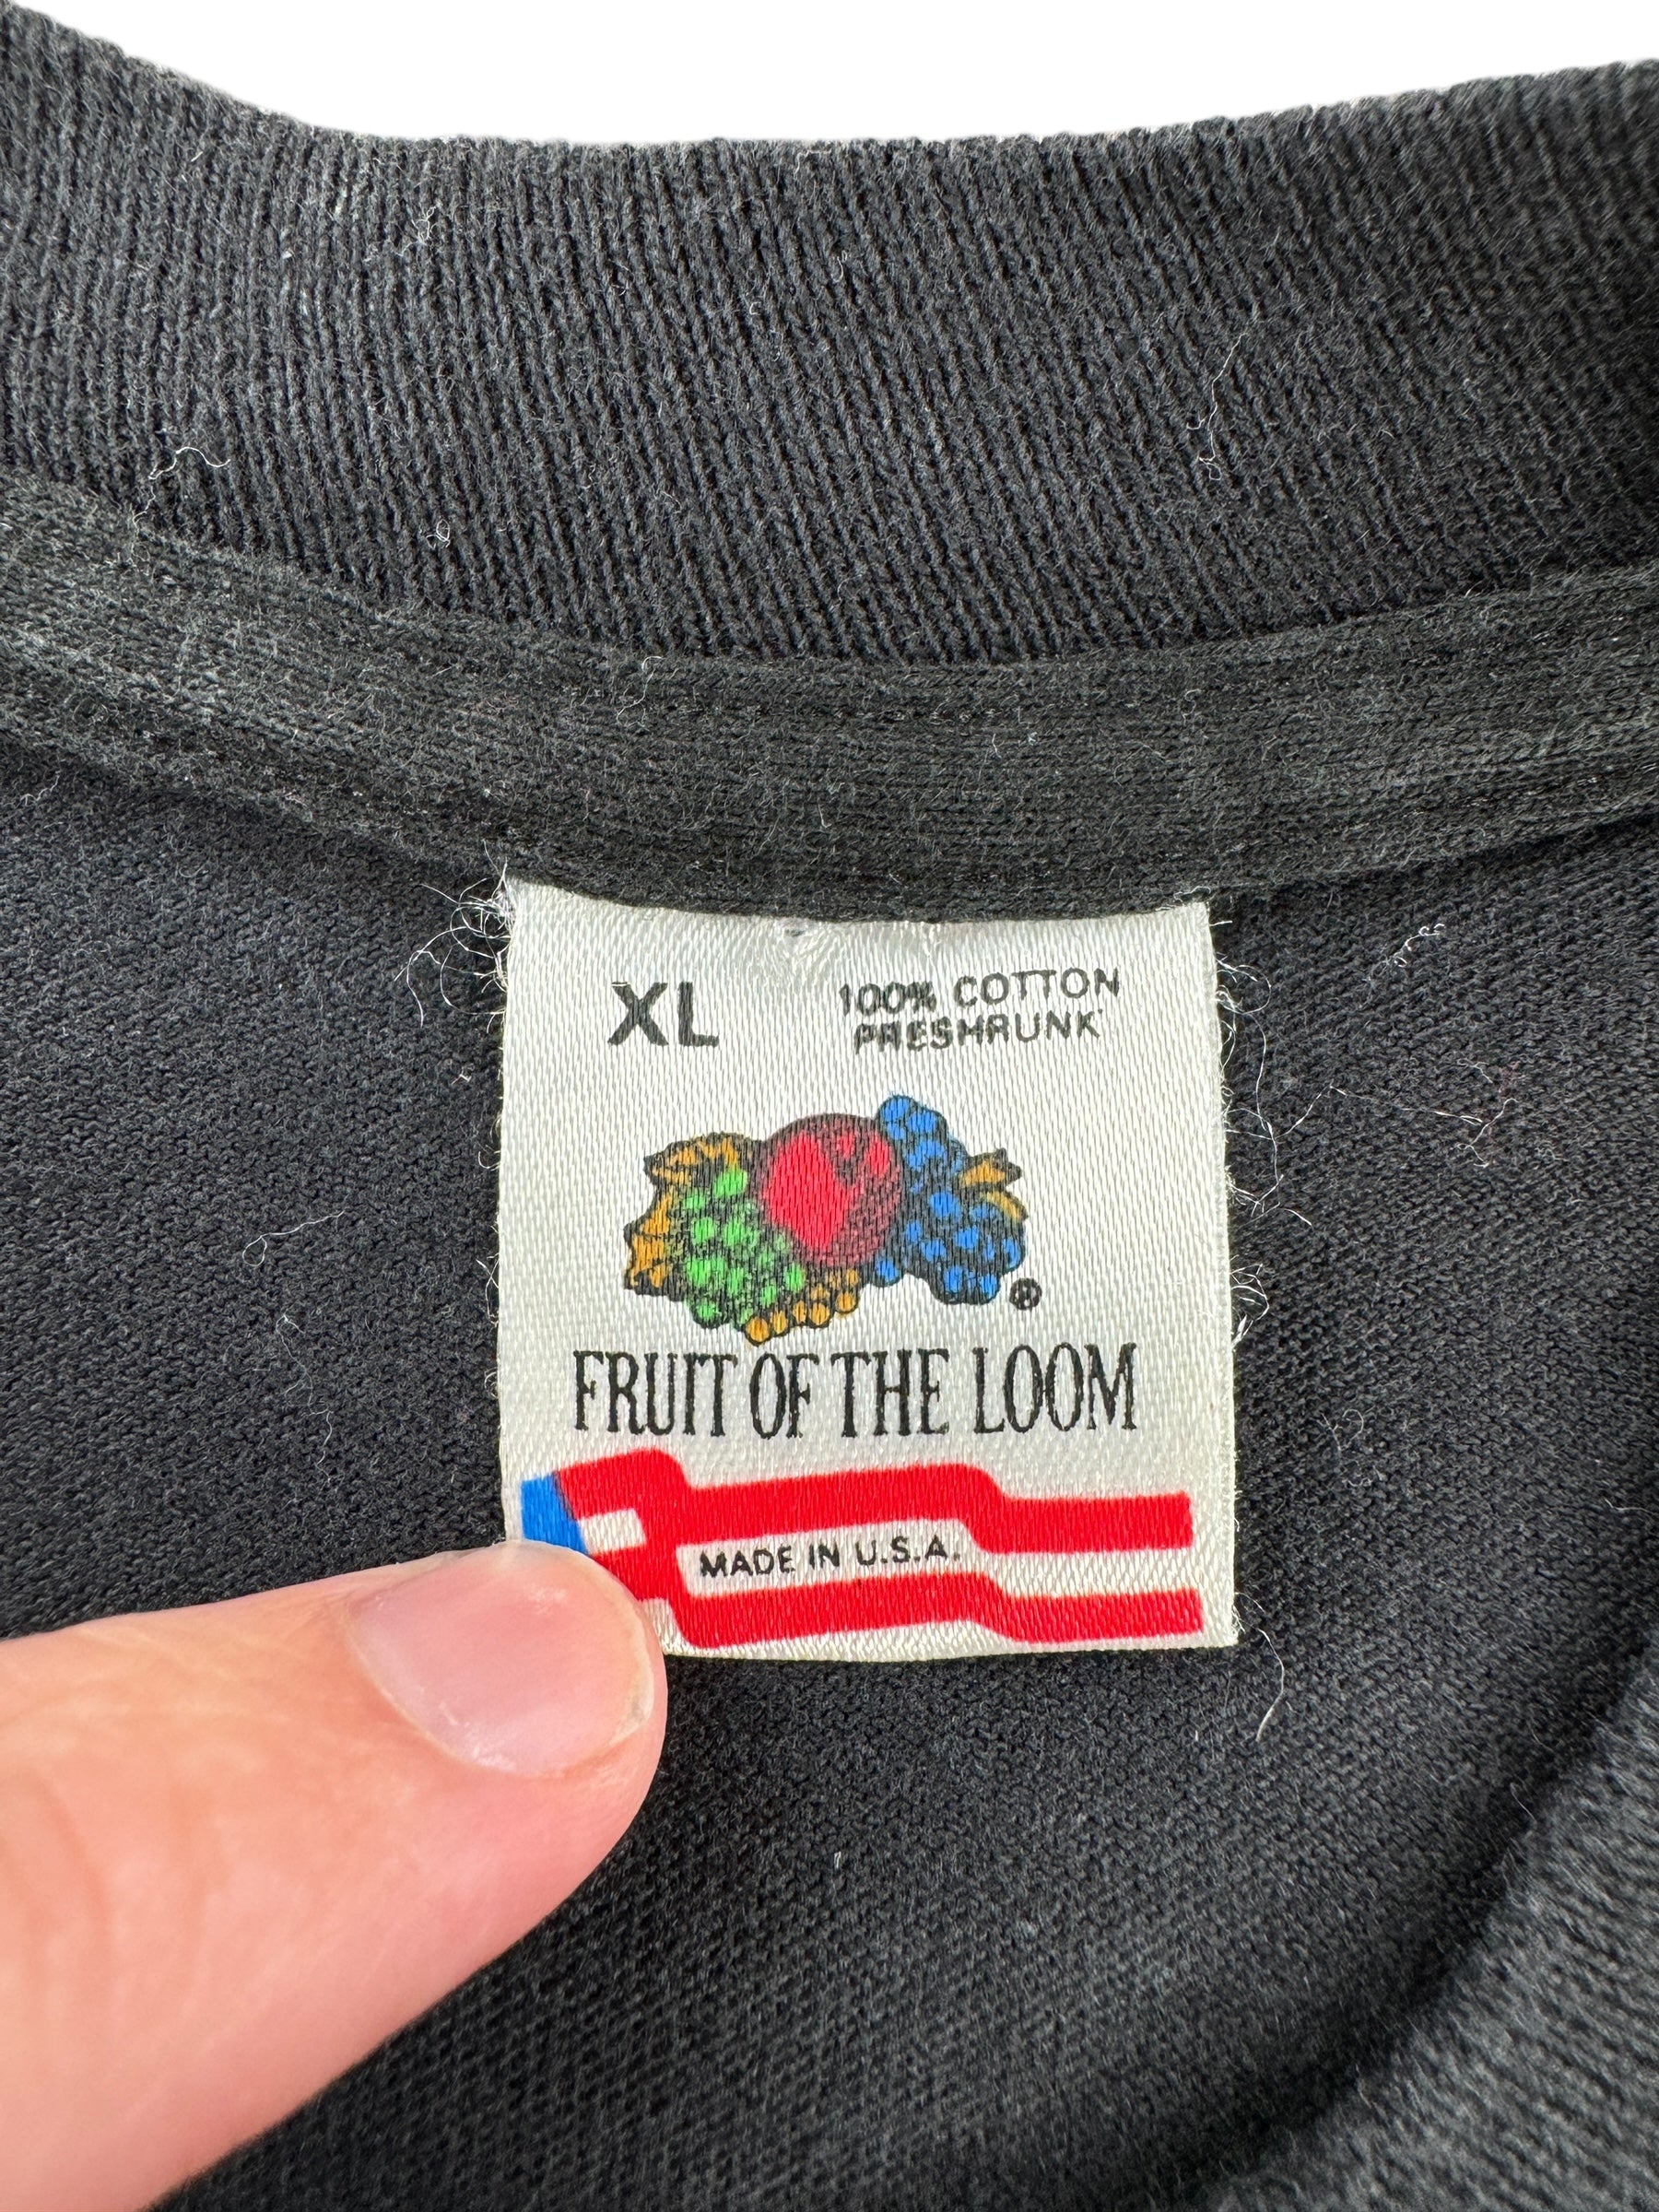 XL
100% COTTON
PRESHRUNK
®
FRUIT OF THE LOOM
MADE IN U.S.A.